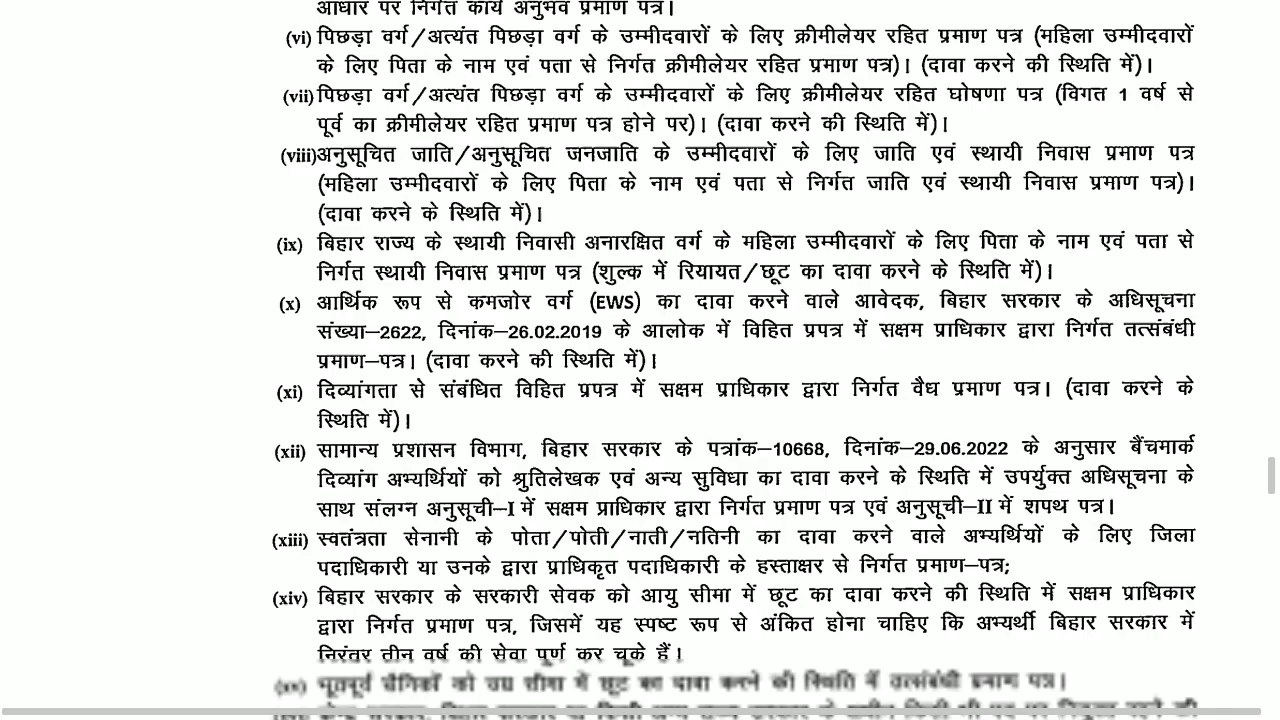 आधार पर निर्गत कार्य अनुभव प्रमाण पत्र।
(vi) पिछड़ा वर्ग/अत्यंत पिछड़ा वर्ग के उम्मीदवारों के लिए क्रीमीलेयर रहित प्रमाण पत्र (महिला उम्मीदवारों
के लिए पिता के नाम एवं पता से निर्गत क्रीमीलेयर रहित प्रमाण पत्र)। (दावा करने की स्थिति में)।
(vii) पिछड़ा वर्ग/अत्यंत पिछड़ा वर्ग के उम्मीदवारों के लिए क्रीमीलेयर रहित घोषणा पत्र (विगत 1 वर्ष से
पूर्व का क्रीमीलेयर रहित प्रमाण पत्र होने पर)। (दावा करने की स्थिति में)।
(viii)अनुसूचित जाति/अनुसूचित जनजाति के उम्मीदवारों के लिए जाति एवं स्थायी निवास प्रमाण पत्र
(महिला उम्मीदवारों के लिए पिता के नाम एवं पता से निर्गत जाति एवं स्थायी निवास प्रमाण पत्र)।
(दावा करने के स्थिति में)।
(ix) बिहार राज्य के स्थायी निवासी अनारक्षित वर्ग के महिला उम्मीदवारों के लिए पिता के नाम एवं पता से
निर्गत स्थायी निवास प्रमाण पत्र (शुल्क में रियायत/छूट का दावा करने के स्थिति में)।
(x) आर्थिक रूप से कमजोर वर्ग (EWS) का दावा करने वाले आवेदक, बिहार सरकार के अधिसूचना
संख्या–2622, दिनांक–26.02.2019 के आलोक में विहित प्रपत्र में सक्षम प्राधिकार द्वारा निर्गत तत्संबंधी
प्रमाण–पत्र। (दावा करने की स्थिति में)।
(xi) दिव्यांगता से संबंधित विहित प्रपत्र में सक्षम प्राधिकार द्वारा निर्गत वैध प्रमाण पत्र। (दावा करने के
स्थिति में)।
(xii) सामान्य प्रशासन विभाग, बिहार सरकार के पत्रांक–10668, दिनांक–29.06.2022 के अनुसार बैंचमार्क
दिव्यांग अभ्यर्थियों को श्रुतिलेखक एवं अन्य सुविधा का दावा करने के स्थिति में उपर्युक्त अधिसूचना के
साथ संलग्न अनुसूची–I में सक्षम प्राधिकार द्वारा निर्गत प्रमाण पत्र एवं अनुसूची–II में शपथ पत्र।
(xiii) स्वतंत्रता सेनानी के पोता/पोती/नाती/नतिनी का दावा करने वाले अभ्यर्थियों के लिए जिला
पदाधिकारी या उनके द्वारा प्राधिकृत पदाधिकारी के हस्ताक्षर से निर्गत प्रमाण–पत्र;
(xiv) बिहार सरकार के सरकारी सेवक को आयु सीमा में छूट का दावा करने की स्थिति में सक्षम प्राधिकार
द्वारा निर्गत प्रमाण पत्र, जिसमें यह स्पष्ट रूप से अंकित होना चाहिए कि अभ्यर्थी बिहार सरकार में
निरंतर तीन वर्ष की सेवा पूर्ण कर चूके हैं।
को उम्र सीमा में छूट का दावा करने की स्थिति में तत्संबंधी प्रमाण पत्र।